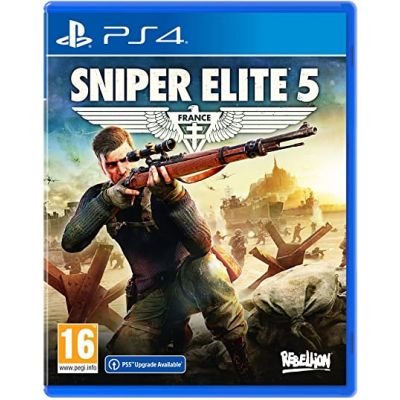 PS4
SNIPER ELITE 5
FRANCE
16
www.pegi.info
PS5 Upgrade Available
REBELLION